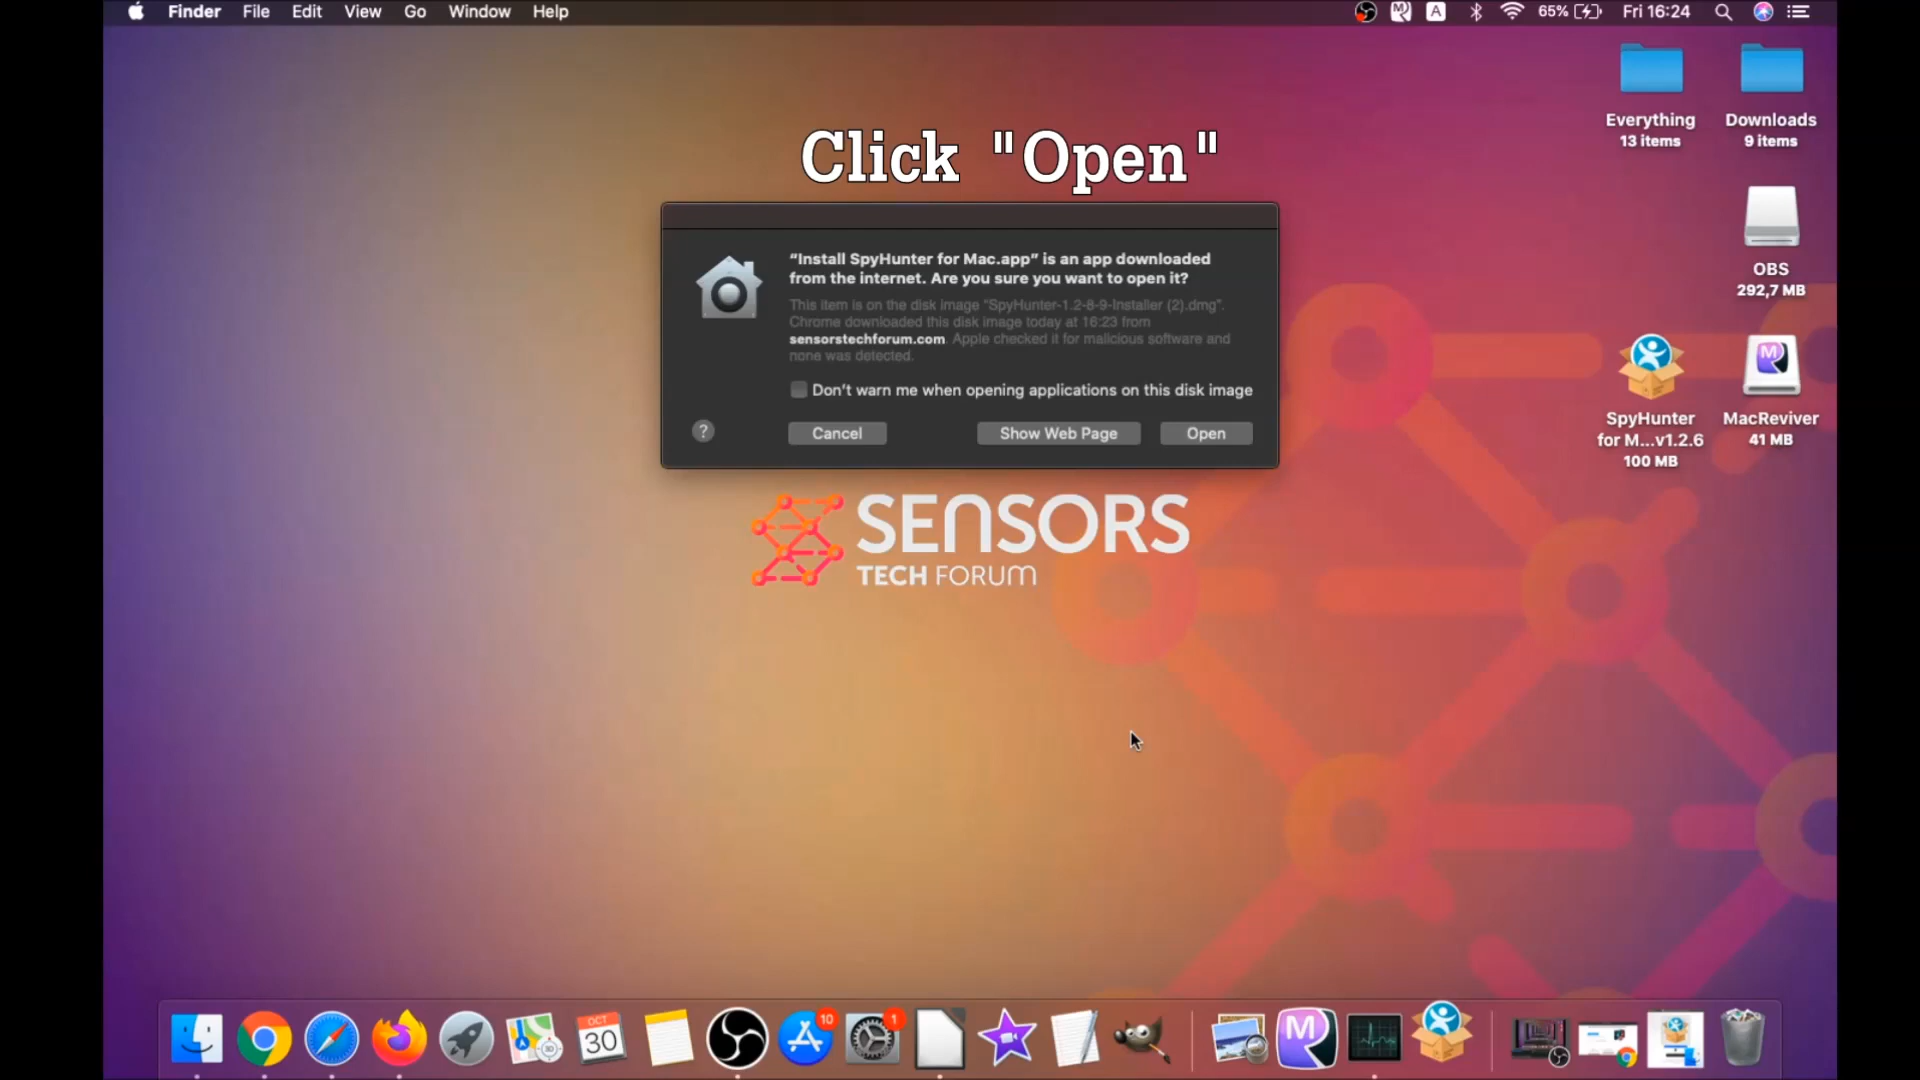 Finder File Edit View Go Window Help
A 65% Fri 16:24
Everything
13 items
Downloads
9 items
Click "Open"
OBS
292,7 MB
“Install SpyHunter for Mac.app” is an app downloaded
from the internet. Are you sure you want to open it?
This item is on the disk image “SpyHunter-1.2-8-9-Installer (2).dmg”.
Chrome downloaded this disk image today at 16:23 from
sensorstechforum.com. Apple checked it for malicious software and
none was detected.
Don’t warn me when opening applications on this disk image
? Cancel Show Web Page Open
SpyHunter
for M...v1.2.6
100 MB
M
MacReviver
41 MB
SENSORS
TECH FORUM
OCT
30
10
1
M